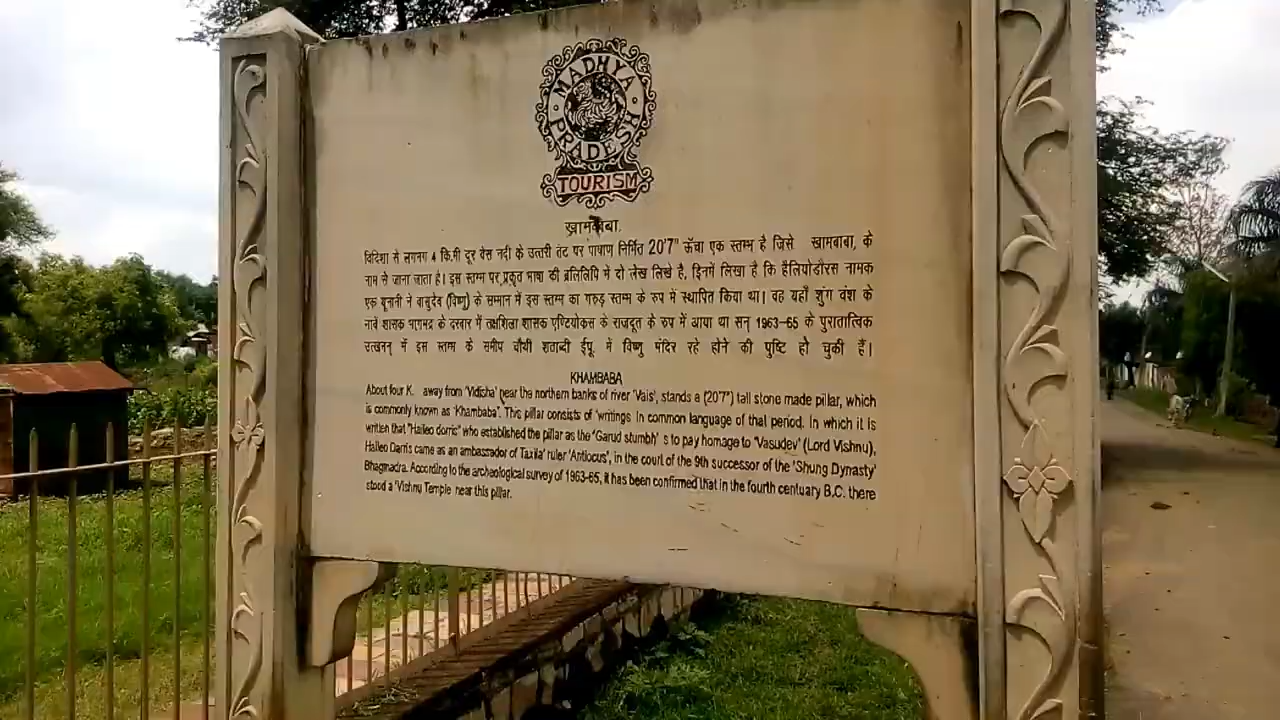 MADHYA PRADESH
TOURISM
खामबाबा
विदिशा से लगभग 4 कि.मी दूर वेस नदी के उत्तरी तट पर पाषाण निर्मित 20'7" ऊँचा एक स्तम्भ है जिसे खामबाबा, के
नाम से जाना जाता है। इस स्तम्भ पर प्रकृत भाषा की ब्रातिलिपि में दो लेख लिखे है, इनमें लिखा है कि हैलियोडौरस नामक
एक यूनानी ने वासुदेव (विष्णु) के सम्मान में इस स्तम्भ का गरुड़ स्तम्भ के रुप में स्थापित किया था। वह यहाँ शुंग वंश के
नावे शासक भागभद्र के दरबार में तक्षशिला शासक एण्टियोकस के राजदूत के रुप में आया था सन् 1963-65 के पुरातात्विक
उत्खनन् में इस स्तम्भ के समीप चौथी शताब्दी ईपू. में विष्णु मंदिर रहे होने की पुष्टि हो चुकी हैं।
KHAMBABA
About four K. away from 'Vidisha' near the northern banks of river 'Vais', stands a (20'7") tall stone made pillar, which
is commonly known as 'Khambaba'. This pillar consists of 'writings in common language of that period. In which it is
written that "Haileo dorris" who established the pillar as the 'Garud stumbh' s to pay homage to 'Vasudev' (Lord Vishnu),
Haileo Darris came as an ambassador of Taxila' ruler 'Antiocus', in the court of the 9th successor of the 'Shung Dynasty'
Bhagmadra. According to the archeological survey of 1963-65, it has been confirmed that in the fourth centuary B.C. there
stood a 'Vishnu Temple near this pillar.